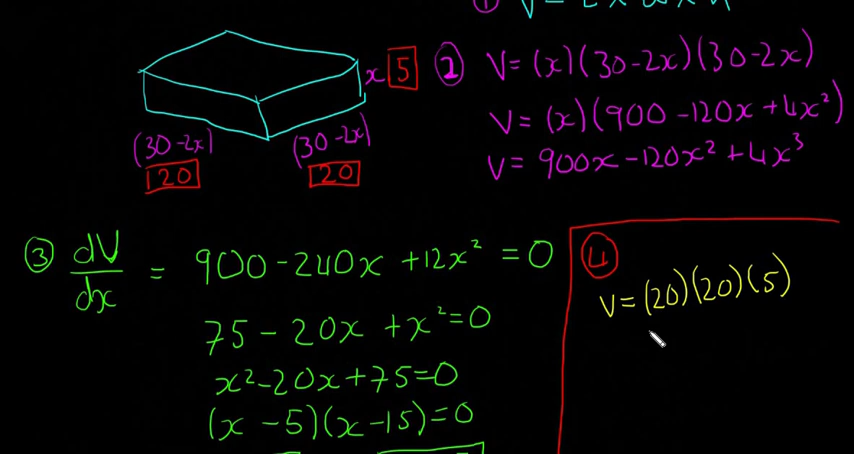 ① V = L x W x H
x 5
(30-2x) (30-2x)
20 20
② V = (x)(30-2x)(30-2x)
V = (x)(900 - 120x + 4x²)
V = 900x - 120x² + 4x³
③ dV/dx = 900 - 240x + 12x² = 0
75 - 20x + x² = 0
x² - 20x + 75 = 0
(x - 5)(x - 15) = 0
④
V = (20)(20)(5)